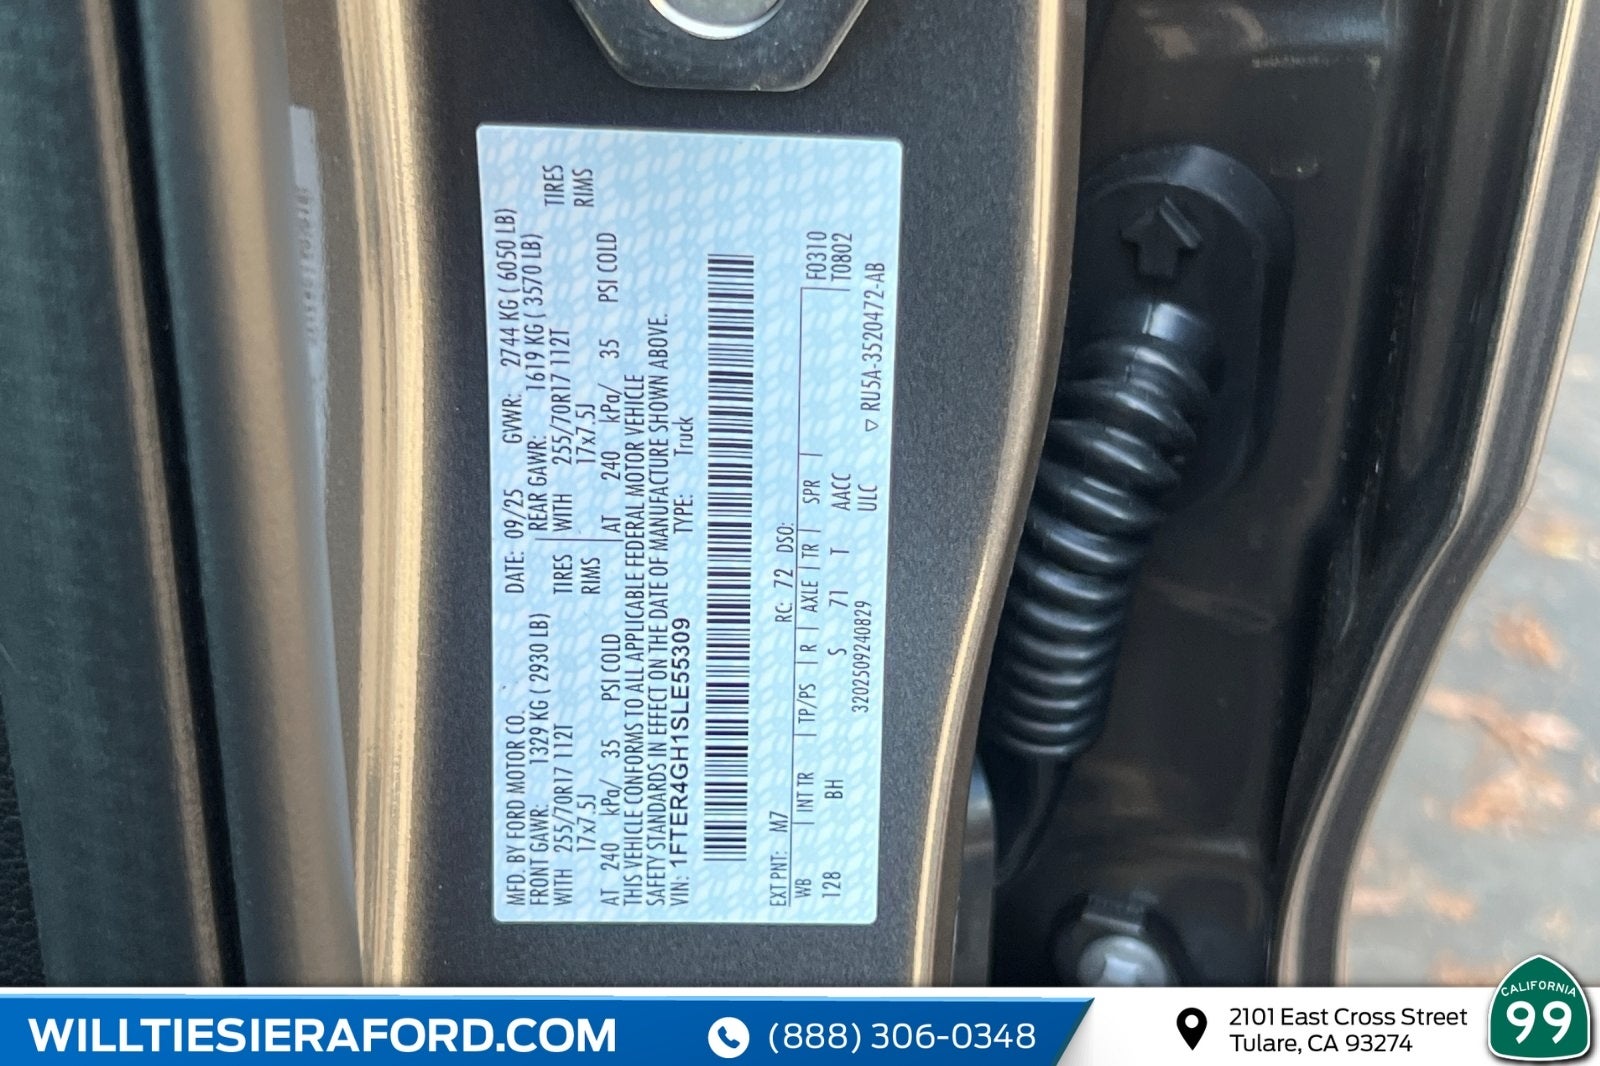 MFD. BY FORD MOTOR CO. DATE: 09/25 GVWR: 2744 KG ( 6050 LB)
FRONT GAWR: 1329 KG ( 2930 LB) REAR GAWR: 1619 KG ( 3570 LB)
WITH 255/70R17 112T TIRES WITH 255/70R17 112T TIRES
17x7.5J RIMS 17x7.5J RIMS
AT 240 kPa/ 35 PSI COLD AT 240 kPa/ 35 PSI COLD
THIS VEHICLE CONFORMS TO ALL APPLICABLE FEDERAL MOTOR VEHICLE
SAFETY STANDARDS IN EFFECT ON THE DATE OF MANUFACTURE SHOWN ABOVE.
VIN: 1FTER4GH1SLE55309 TYPE: Truck
EXT PNT: M7 RC: 72 DSO:
WB INT TR TP/PS R AXLE TR SPR F0310
128 BH S 71 T AACC T0802
320250924082​9 ULC ▽ RU5A-3520472-AB
WILLTIESIERAFORD.COM
(888) 306-0348
2101 East Cross Street
Tulare, CA 93274
CALIFORNIA
99